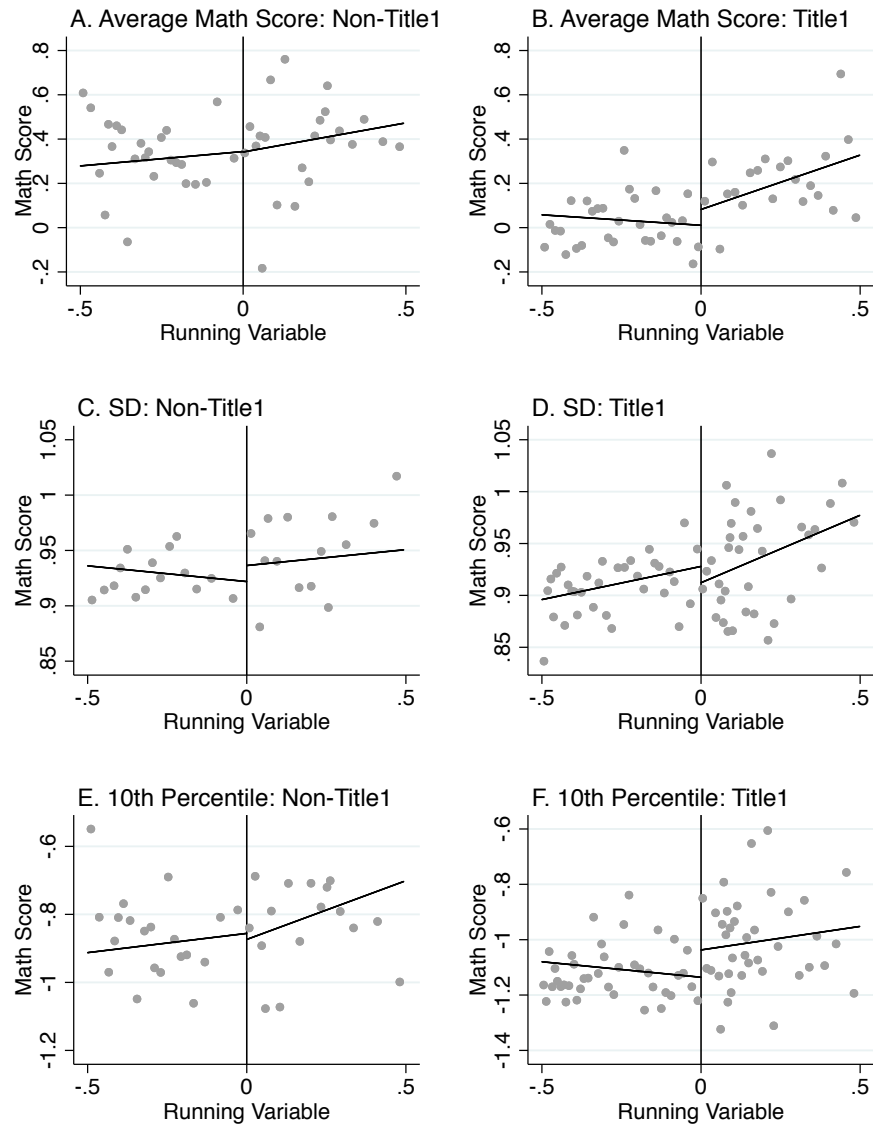 A. Average Math Score: Non-Title1
Math Score
.8
.6
.4
.2
0
-.2
-.5
0
.5
Running Variable
B. Average Math Score: Title1
Math Score
.8
.6
.4
.2
0
-.2
-.5
0
.5
Running Variable
C. SD: Non-Title1
Math Score
1.05
1
.95
.9
.85
-.5
0
.5
Running Variable
D. SD: Title1
Math Score
1.05
1
.95
.9
.85
-.5
0
.5
Running Variable
E. 10th Percentile: Non-Title1
Math Score
-.6
-.8
-1
-1.2
-.5
0
.5
Running Variable
F. 10th Percentile: Title1
Math Score
-.6
-.8
-1
-1.2
-1.4
-.5
0
.5
Running Variable